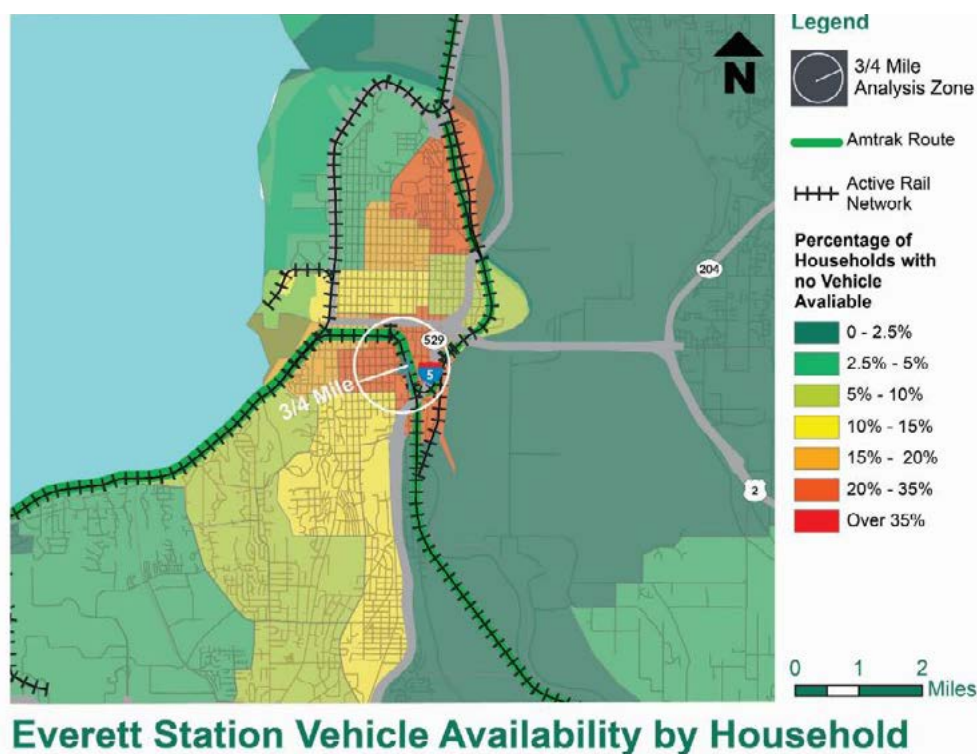 Legend
3/4 Mile
Analysis Zone
Amtrak Route
Active Rail
Network
Percentage of
Households with
no Vehicle
Avaliable
0 - 2.5%
2.5% - 5%
5% - 10%
10% - 15%
15% - 20%
20% - 35%
Over 35%
0 1 2
Miles
N
204
529
5
3/4 Mile
2
Everett Station Vehicle Availability by Household